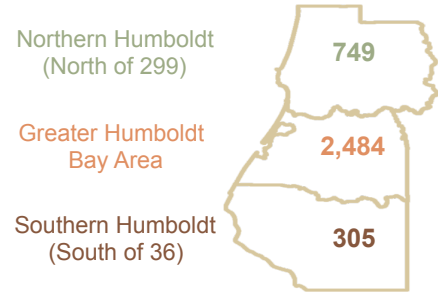 Northern Humboldt
(North of 299)
749
Greater Humboldt
Bay Area
2,484
Southern Humboldt
(South of 36)
305